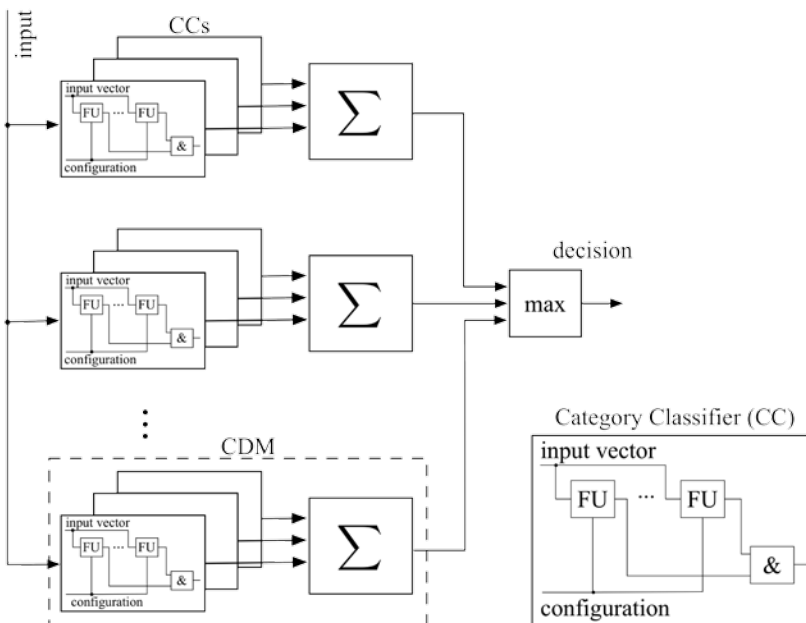 input
CCs
input vector
FU ... FU
&
configuration
Σ
input vector
FU ... FU
&
configuration
Σ
decision
max
CDM
input vector
FU ... FU
&
configuration
Σ
Category Classifier (CC)
input vector
FU ... FU
&
configuration